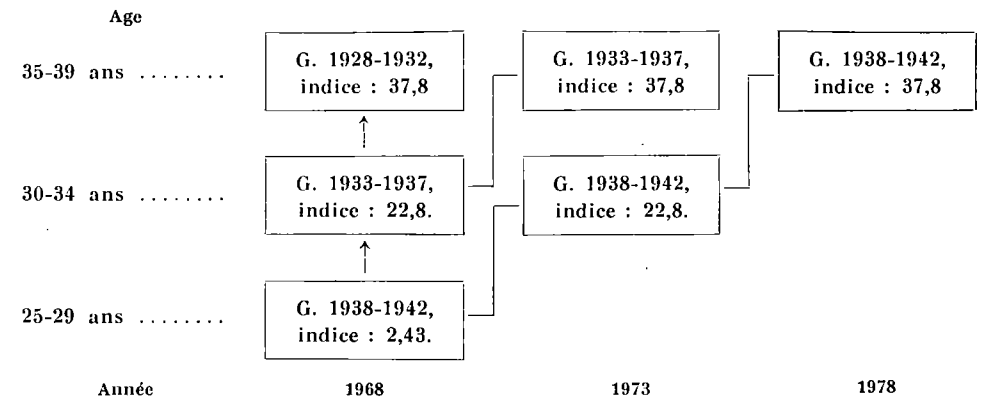 Age
35-39 ans ........
G. 1928-1932,
indice : 37,8
G. 1933-1937,
indice : 37,8
G. 1938-1942,
indice : 37,8
30-34 ans ........
G. 1933-1937,
indice : 22,8.
G. 1938-1942,
indice : 22,8.
25-29 ans ........
G. 1938-1942,
indice : 2,43.
Année 1968 1973 1978